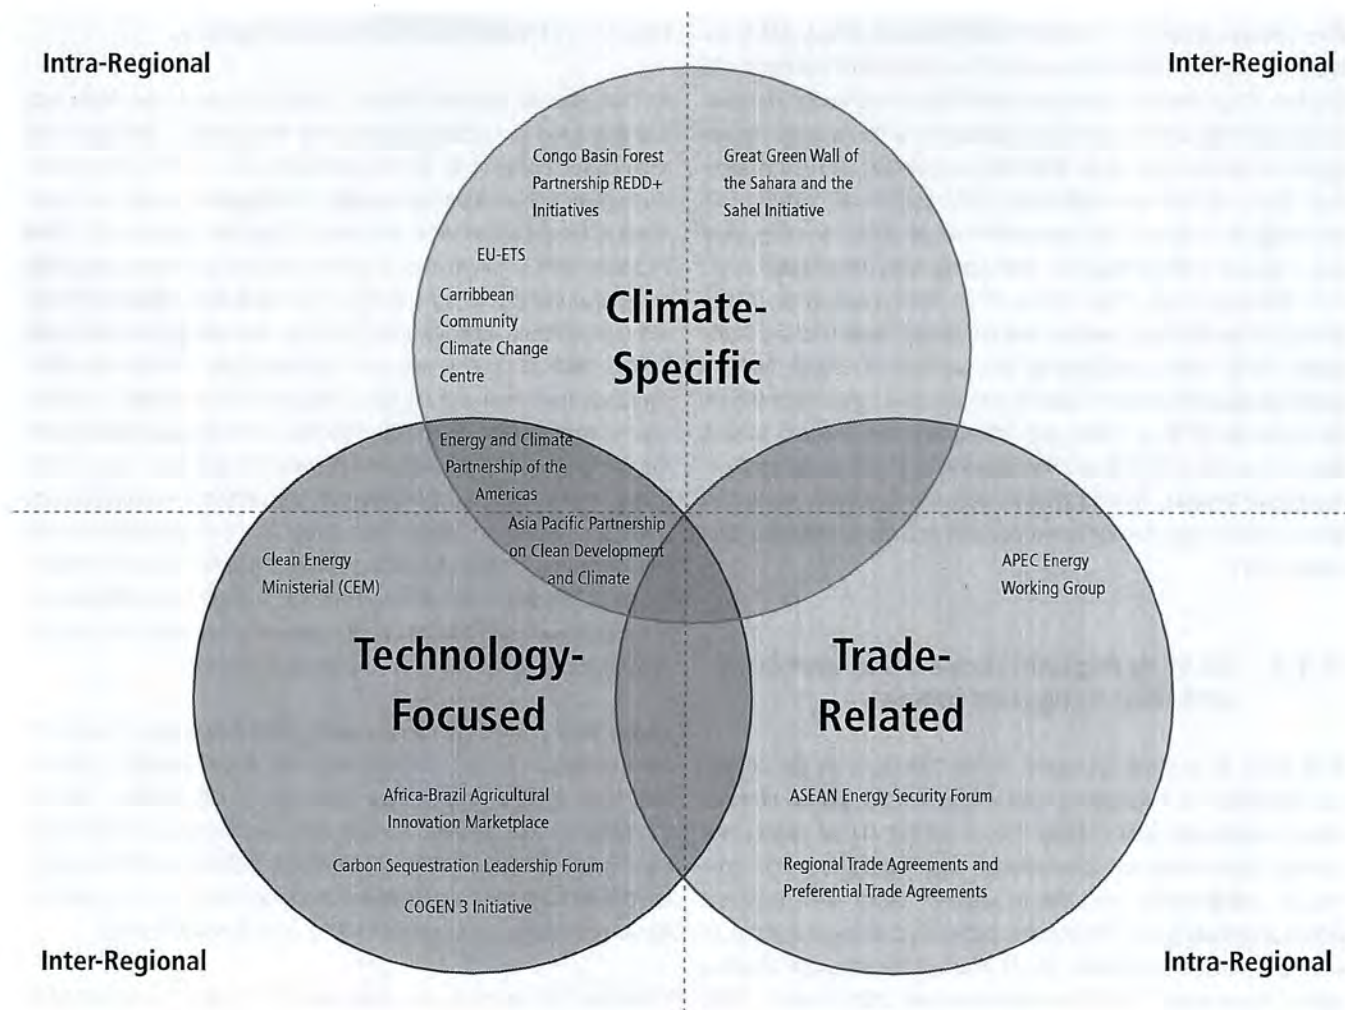 Intra-Regional
Inter-Regional
Congo Basin Forest
Partnership REDD+
Initiatives
Great Green Wall of
the Sahara and the
Sahel Initiative
EU-ETS
Carribbean
Community
Climate Change
Centre
Climate-
Specific
Energy and Climate
Partnership of the
Americas
Asia Pacific Partnership
on Clean Development
and Climate
Clean Energy
Ministerial (CEM)
APEC Energy
Working Group
Technology-
Focused
Trade-
Related
Africa-Brazil Agricultural
Innovation Marketplace
Carbon Sequestration Leadership Forum
COGEN 3 Initiative
ASEAN Energy Security Forum
Regional Trade Agreements and
Preferential Trade Agreements
Inter-Regional
Intra-Regional